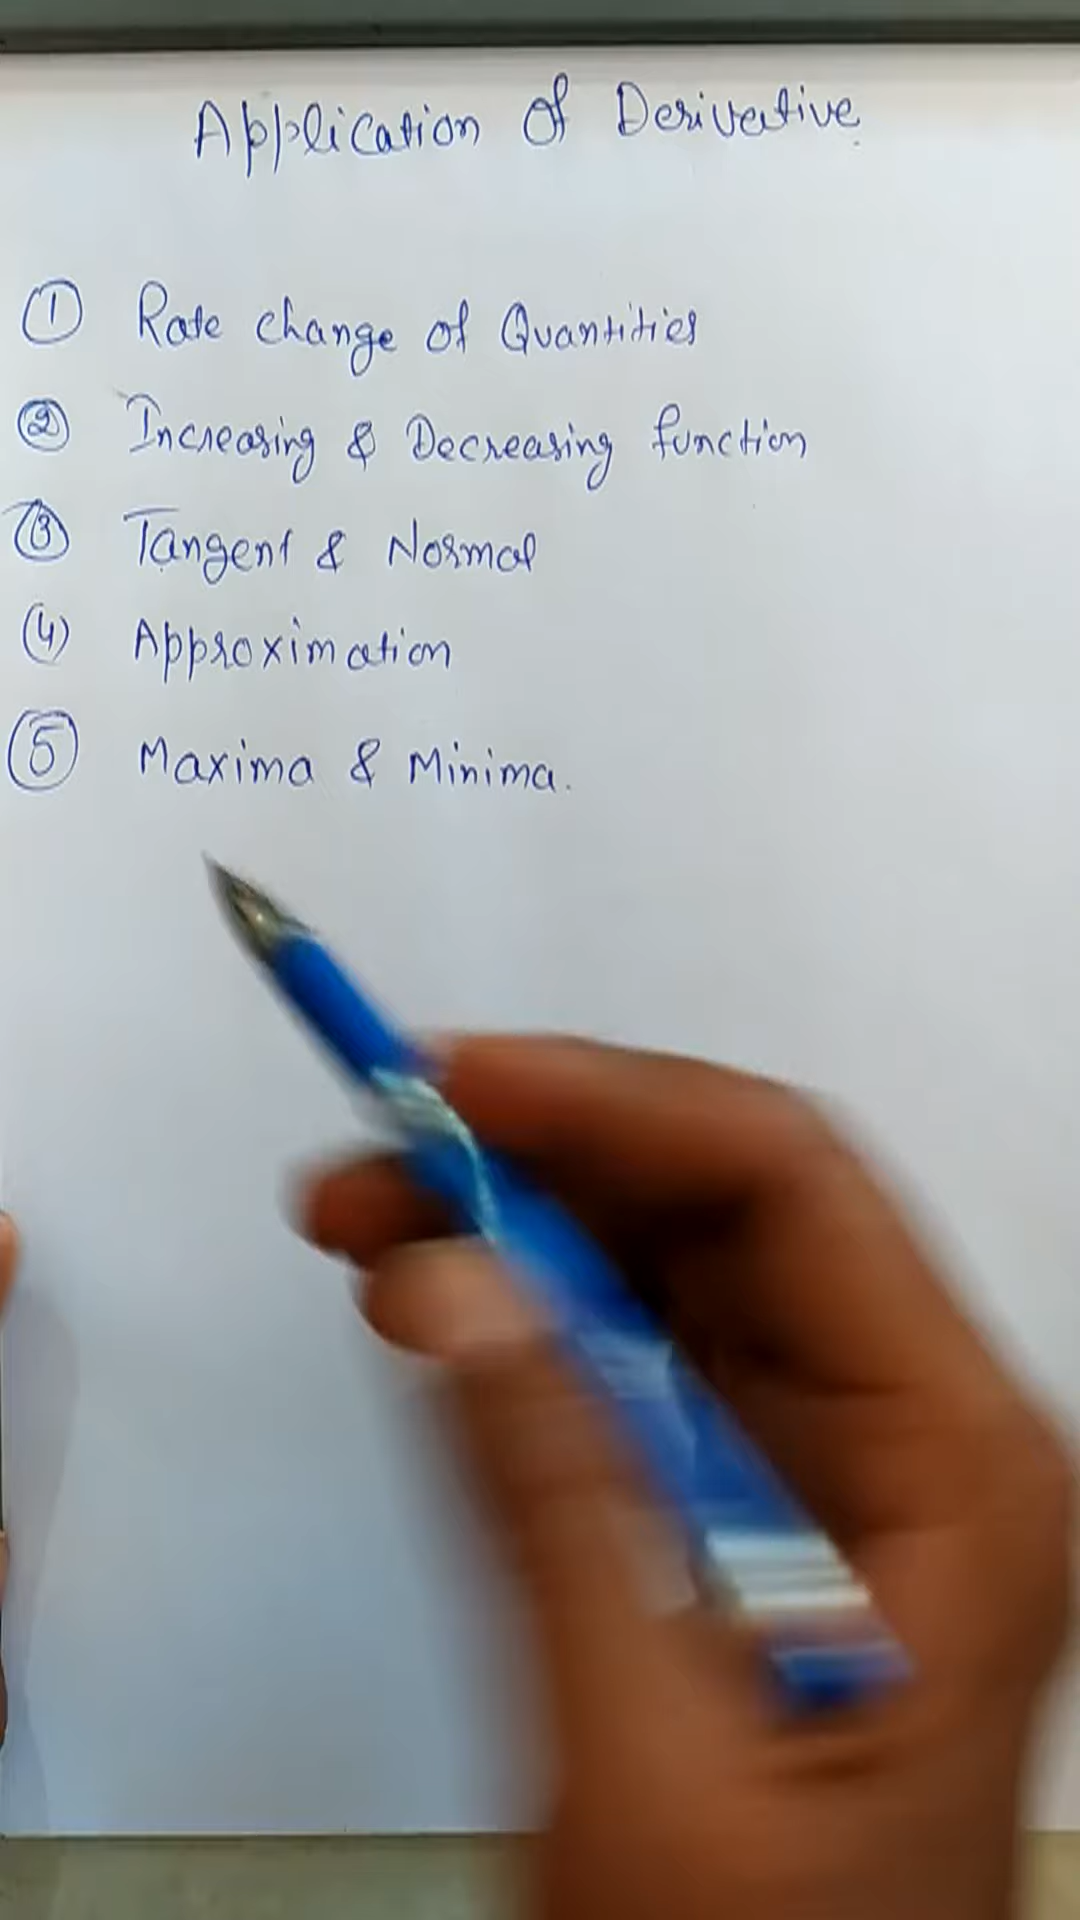 Application Of Derivative.
① Rate change of Quantities
② Increasing & Decreasing function
③ Tangent & Normal
(4) Approximation
⑤ Maxima & Minima.